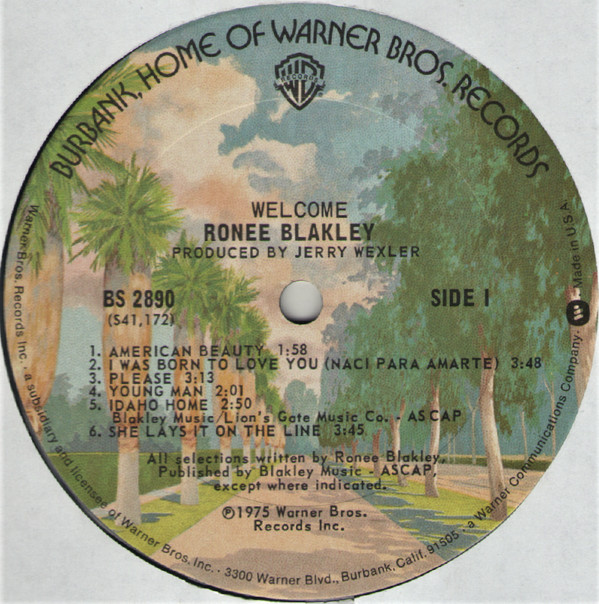 BURBANK, HOME OF WARNER BROS. RECORDS
RECORDS
WELCOME
RONEE BLAKLEY
PRODUCED BY JERRY WEXLER
BS 2890
SIDE I
(S41,172)
1. AMERICAN BEAUTY 1:58
2. I WAS BORN TO LOVE YOU (NACI PARA AMARTE) 3:48
3. PLEASE 3:13
4. YOUNG MAN 2:01
5. IDAHO HOME 2:50
Blakley Music/Lion's Gate Music Co. - ASCAP
6. SHE LAYS IT ON THE LINE 3:45
All selections written by Ronee Blakley.
Published by Blakley Music - ASCAP,
except where indicated.
Ⓟ©1975 Warner Bros.
Records Inc.
Warner Bros. Records Inc. - a subsidiary and licensee of Warner Bros. Inc. - 3300 Warner Blvd., Burbank, Calif. 91505 - a Warner Communications Company. Made in U.S.A.